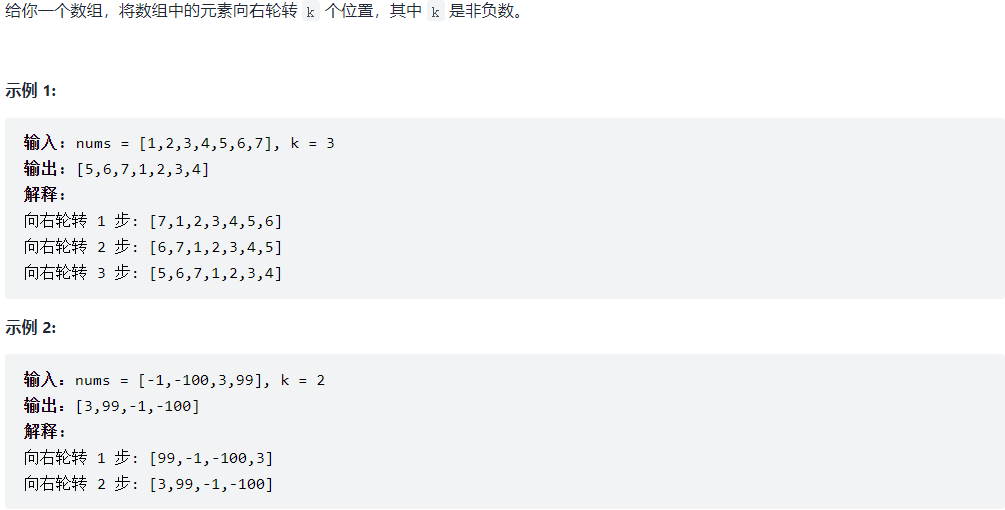 给你一个数组，将数组中的元素向右轮转 k 个位置，其中 k 是非负数。
示例 1:
输入: nums = [1,2,3,4,5,6,7], k = 3
输出: [5,6,7,1,2,3,4]
解释:
向右轮转 1 步: [7,1,2,3,4,5,6]
向右轮转 2 步: [6,7,1,2,3,4,5]
向右轮转 3 步: [5,6,7,1,2,3,4]
示例 2:
输入: nums = [-1,-100,3,99], k = 2
输出: [3,99,-1,-100]
解释:
向右轮转 1 步: [99,-1,-100,3]
向右轮转 2 步: [3,99,-1,-100]